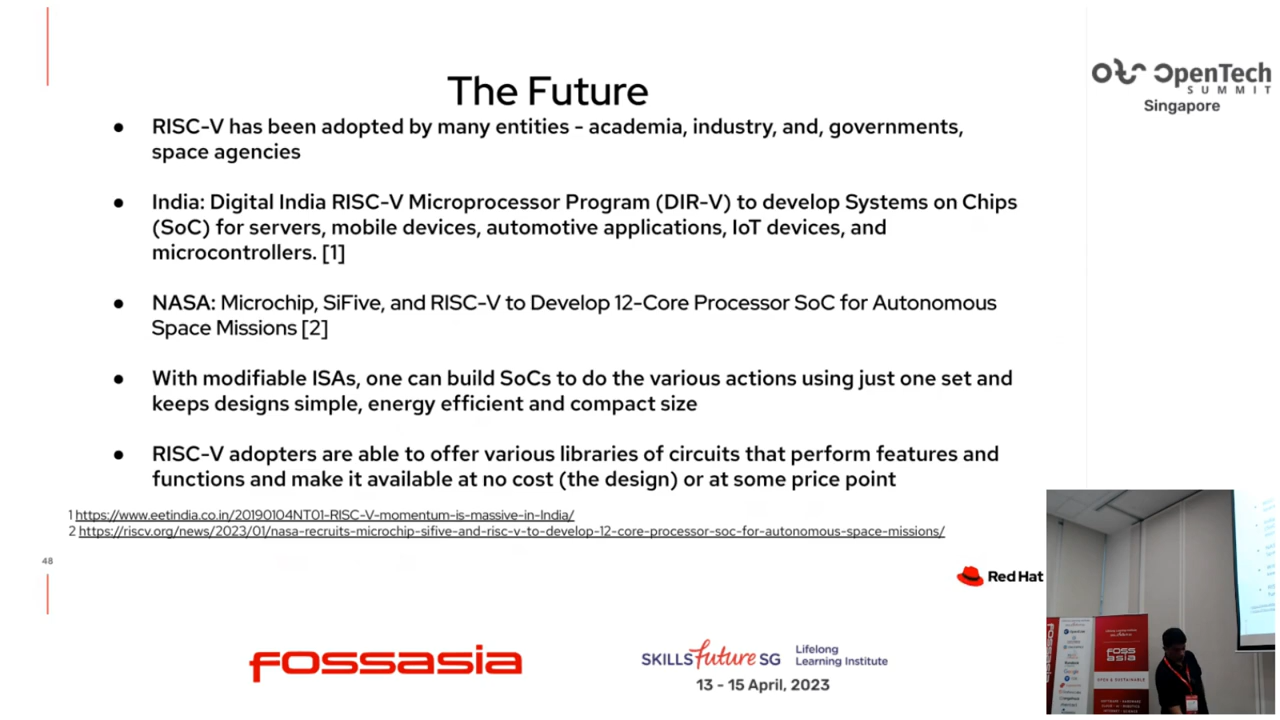 The Future
● RISC-V has been adopted by many entities - academia, industry, and, governments,
space agencies
● India: Digital India RISC-V Microprocessor Program (DIR-V) to develop Systems on Chips
(SoC) for servers, mobile devices, automotive applications, IoT devices, and
microcontrollers. [1]
● NASA: Microchip, SiFive, and RISC-V to Develop 12-Core Processor SoC for Autonomous
Space Missions [2]
● With modifiable ISAs, one can build SoCs to do the various actions using just one set and
keeps designs simple, energy efficient and compact size
● RISC-V adopters are able to offer various libraries of circuits that perform features and
functions and make it available at no cost (the design) or at some price point
1 https://www.eetindia.co.in/20190104NT01-RISC-V-momentum-is-massive-in-India/
2 https://riscv.org/news/2023/01/nasa-recruits-microchip-sifive-and-risc-v-to-develop-12-core-processor-soc-for-autonomous-space-missions/
48
Red Hat
OpenTech
SUMMIT
Singapore
FOSSASIA
SKILLS future SG
Lifelong
Learning Institute
13 - 15 April, 2023
FOSS
ASIA